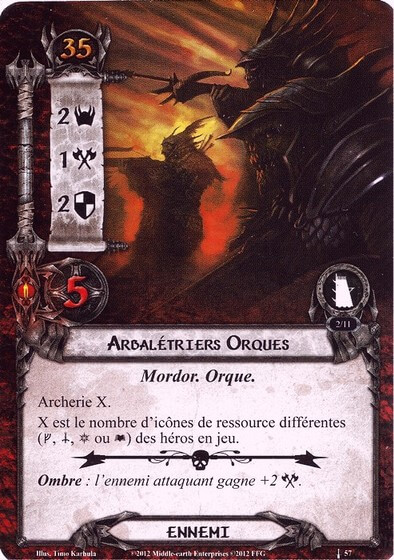 35
2
1
2
5
2/11
Arbalétriers Orques
Mordor. Orque.
Archerie X.
X est le nombre d'icônes de ressource différentes
( , , ou ) des héros en jeu.
Ombre : l'ennemi attaquant gagne +2 .
ENNEMI
Illus. Timo Karhula ©2012 Middle-earth Enterprises ©2012 FFG 57